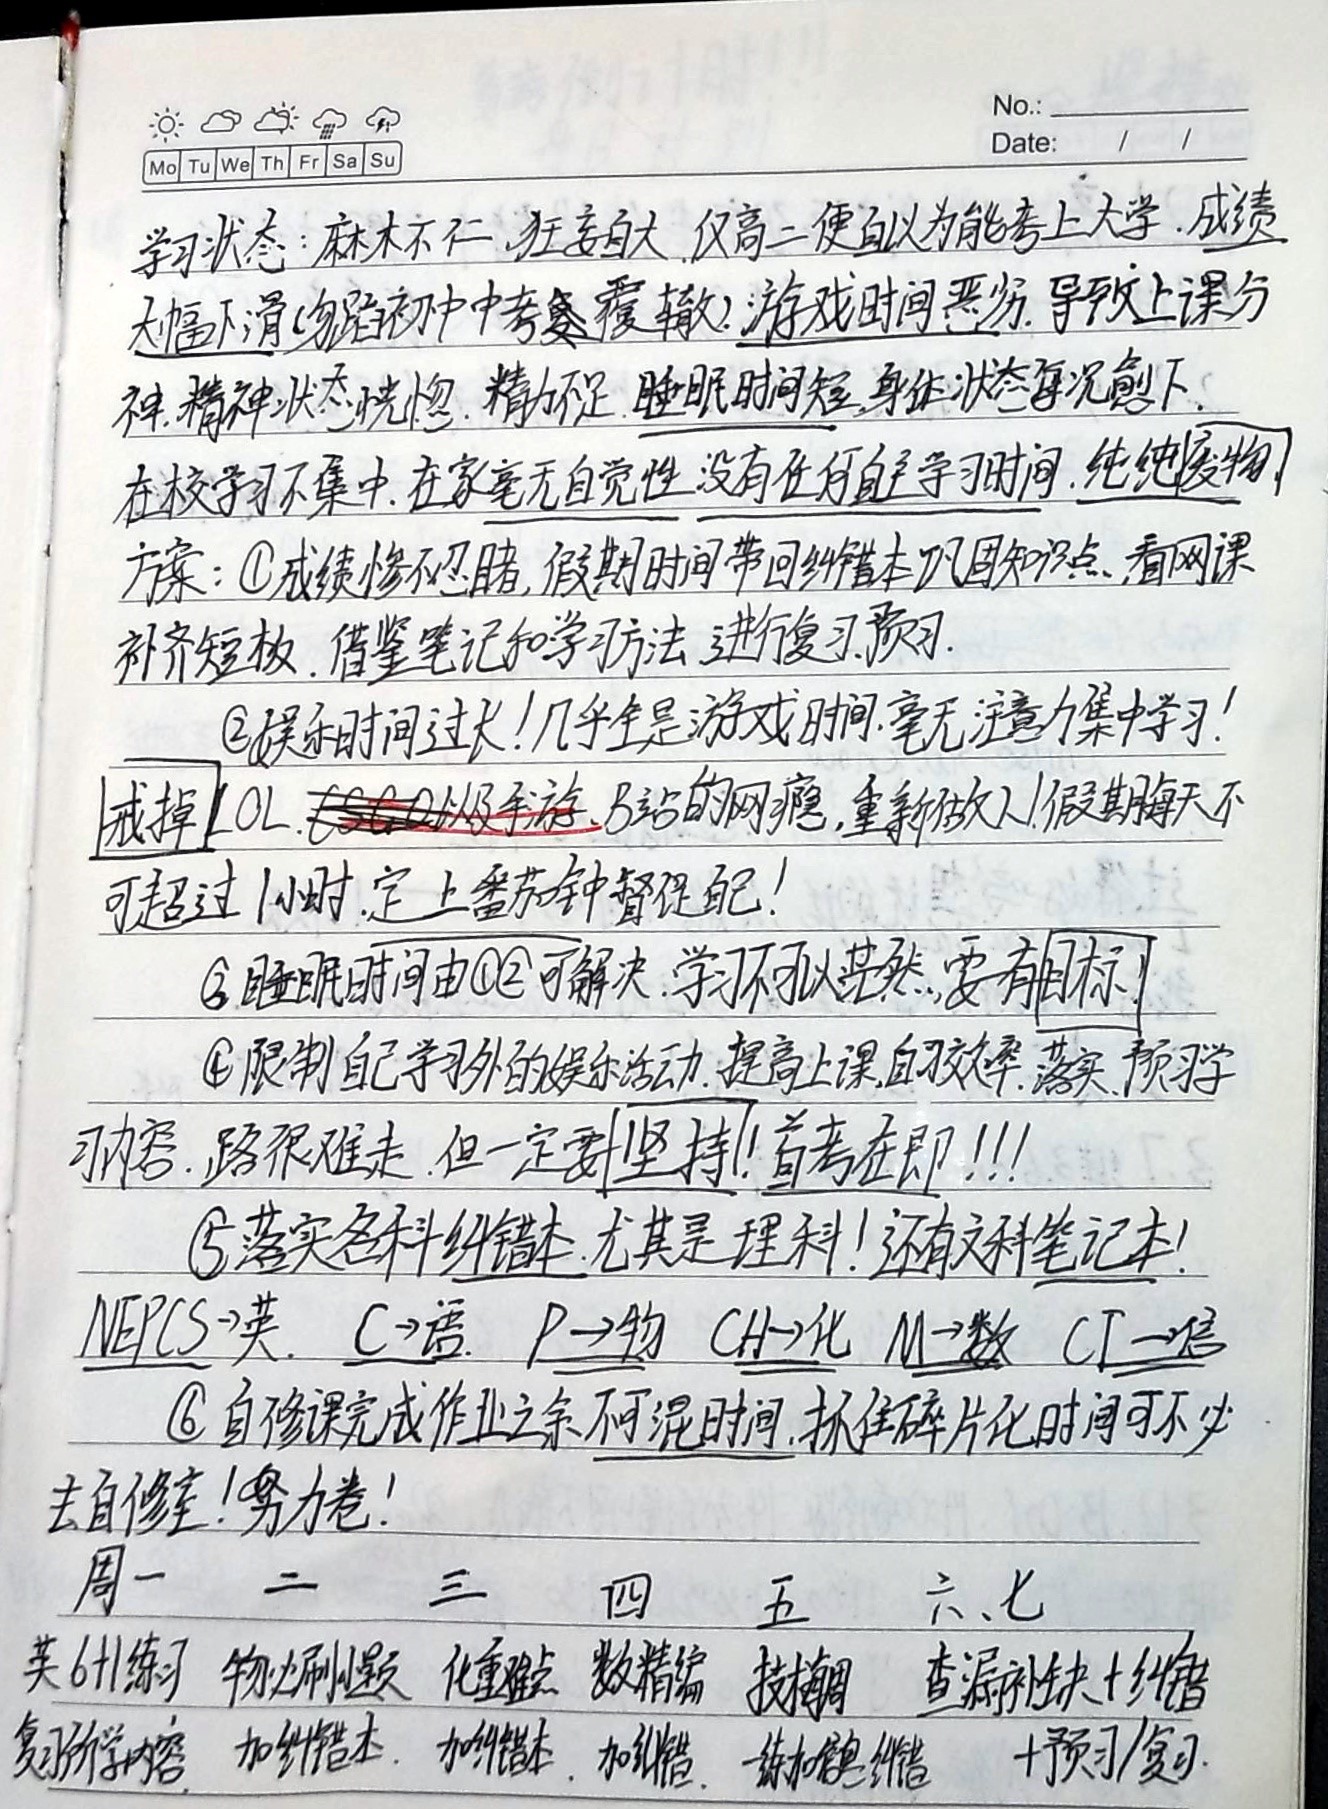 No.:
Date: / /
Mo Tu We Th Fr Sa Su
学习状态:麻木不仁、狂妄自大、仅高二便自以为能考上大学、成绩
大幅下滑(勿蹈初中中考覆辙).游戏时间恶劣.导致上课分
神.精神状态恍惚.精力不足.睡眠时间短.身体状态每况愈下.
在校学习不集中.在家毫无自觉性.没有任何自主学习时间.纯纯废物!
方案:①成绩惨不忍睹,假期时间带回纠错本巩固知识点、看网课
补齐短板.借鉴笔记和学习方法.进行复习.预习.
②娱乐时间过长!几乎全是游戏时间.毫无注意力集中学习!
戒掉LOL.CSGO以及手游.B站的网瘾,重新做人!假期每天不
可超过1小时.定上番茄钟督促自己!
③睡眠时间由①②可解决.学习不可以茫然,要有目标!
④限制自己学习外的娱乐活动.提高上课.自习效率.落实预习学
习内容.路很难走.但一定要坚持!首考在即!!!
⑤落实各科纠错本.尤其是理科!还有文科笔记本!
NEPCS→英. C→语. P→物 CH→化 M→数 CT→信
⑥自修课完成作业之余不可混时间.抓住碎片化时间可不必
去自修室!努力卷!
周一 二 三 四 五 六、七
英6+1练习 物必刷小题 化重难点 数精编 技 查漏补缺+纠错
复习所学内容 加纠错本. 加纠错本. 加纠错. 一练加信息纠错 +预习/复习.